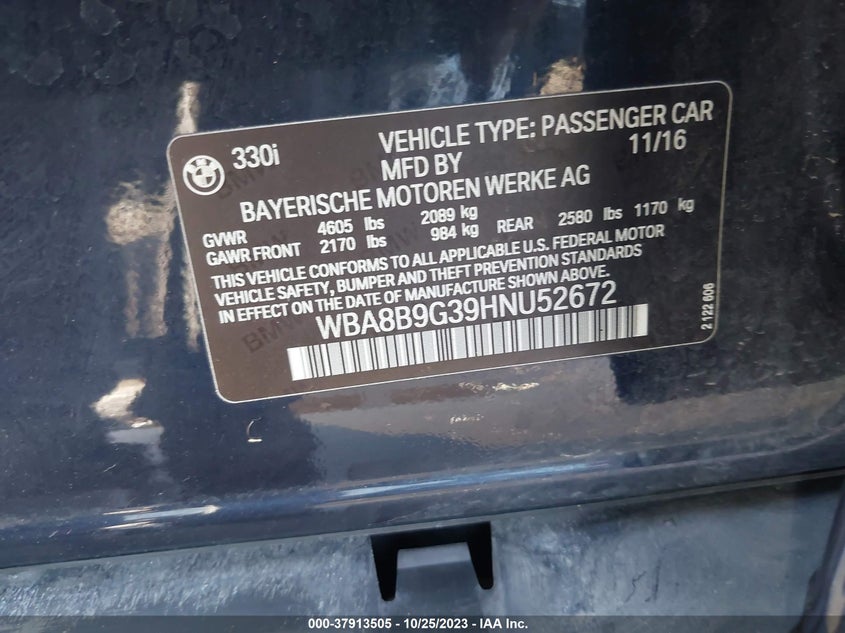 330i
VEHICLE TYPE: PASSENGER CAR
MFD BY 11/16
BAYERISCHE MOTOREN WERKE AG
GVWR 4605 lbs 2089 kg
GAWR FRONT 2170 lbs 984 kg REAR 2580 lbs 1170 kg
THIS VEHICLE CONFORMS TO ALL APPLICABLE U.S. FEDERAL MOTOR
VEHICLE SAFETY, BUMPER AND THEFT PREVENTION STANDARDS
IN EFFECT ON THE DATE OF MANUFACTURE SHOWN ABOVE.
WBA8B9G39HNU52672
2 122 606
000-37913505 - 10/25/2023 - IAA Inc.